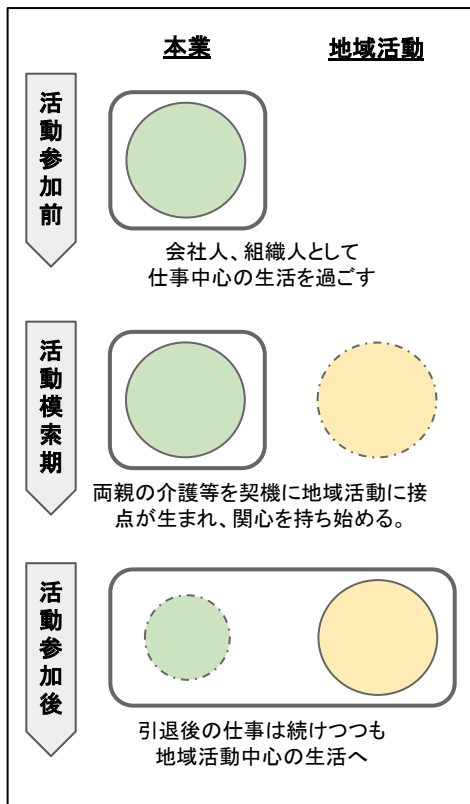 本業
地域活動
活動参加前
会社人、組織人として
仕事中心の生活を過ごす
活動模索期
両親の介護等を契機に地域活動に接
点が生まれ、関心を持ち始める。
活動参加後
引退後の仕事は続けつつも
地域活動中心の生活へ